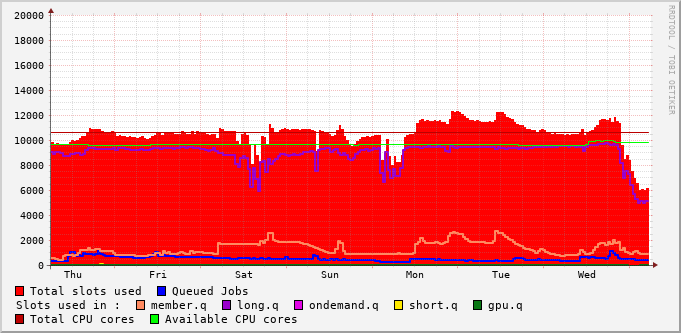 20000
18000
16000
14000
12000
10000
8000
6000
4000
2000
0
Thu Fri Sat Sun Mon Tue Wed
RRDTOOL / TOBI OETIKER
Total slots used Queued Jobs
Slots used in : member.q long.q ondemand.q short.q gpu.q
Total CPU cores Available CPU cores